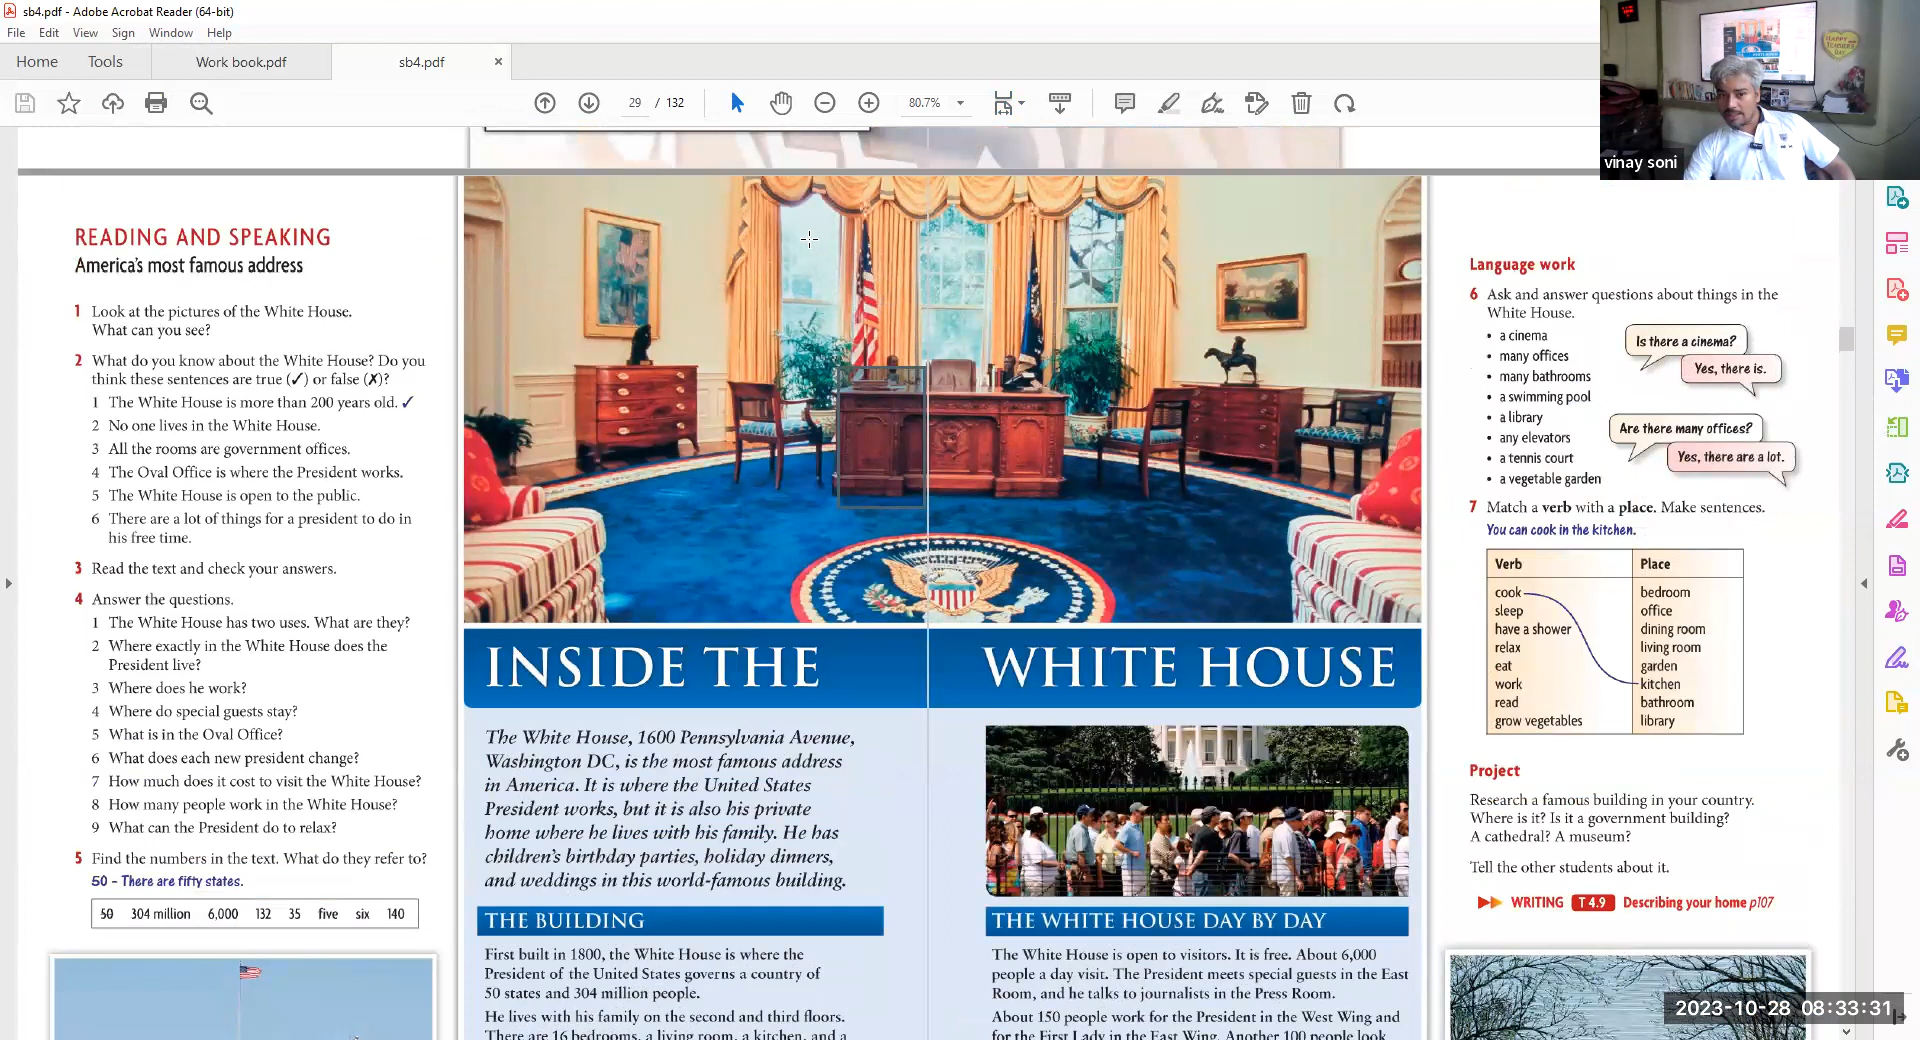 sb4.pdf - Adobe Acrobat Reader (64-bit)
File Edit View Sign Window Help
Home Tools Work book.pdf sb4.pdf ×
29 / 132 80.7%
vinay soni
READING AND SPEAKING
America's most famous address
1 Look at the pictures of the White House.
What can you see?
2 What do you know about the White House? Do you
think these sentences are true (✓) or false (✗)?
1 The White House is more than 200 years old. ✓
2 No one lives in the White House.
3 All the rooms are government offices.
4 The Oval Office is where the President works.
5 The White House is open to the public.
6 There are a lot of things for a president to do in
his free time.
3 Read the text and check your answers.
4 Answer the questions.
1 The White House has two uses. What are they?
2 Where exactly in the White House does the
President live?
3 Where does he work?
4 Where do special guests stay?
5 What is in the Oval Office?
6 What does each new president change?
7 How much does it cost to visit the White House?
8 How many people work in the White House?
9 What can the President do to relax?
5 Find the numbers in the text. What do they refer to?
50 – There are fifty states.
50 304 million 6,000 132 35 five six 140
INSIDE THE WHITE HOUSE
The White House, 1600 Pennsylvania Avenue,
Washington DC, is the most famous address
in America. It is where the United States
President works, but it is also his private
home where he lives with his family. He has
children's birthday parties, holiday dinners,
and weddings in this world-famous building.
THE BUILDING
First built in 1800, the White House is where the
President of the United States governs a country of
50 states and 304 million people.
He lives with his family on the second and third floors.
There are 16 bedrooms, a living room, a kitchen, and a
THE WHITE HOUSE DAY BY DAY
The White House is open to visitors. It is free. About 6,000
people a day visit. The President meets special guests in the East
Room, and he talks to journalists in the Press Room.
About 150 people work for the President in the West Wing and
for the First Lady in the East Wing. Another 100 people look
Language work
6 Ask and answer questions about things in the
White House.
• a cinema
• many offices
• many bathrooms
• a swimming pool
• a library
• any elevators
• a tennis court
• a vegetable garden
Is there a cinema?
Yes, there is.
Are there many offices?
Yes, there are a lot.
7 Match a verb with a place. Make sentences.
You can cook in the kitchen.
Verb Place
cook bedroom
sleep office
have a shower dining room
relax living room
eat garden
work kitchen
read bathroom
grow vegetables library
Project
Research a famous building in your country.
Where is it? Is it a government building?
A cathedral? A museum?
Tell the other students about it.
WRITING T 4.9 Describing your home p107
2023-10-28 08:33:31